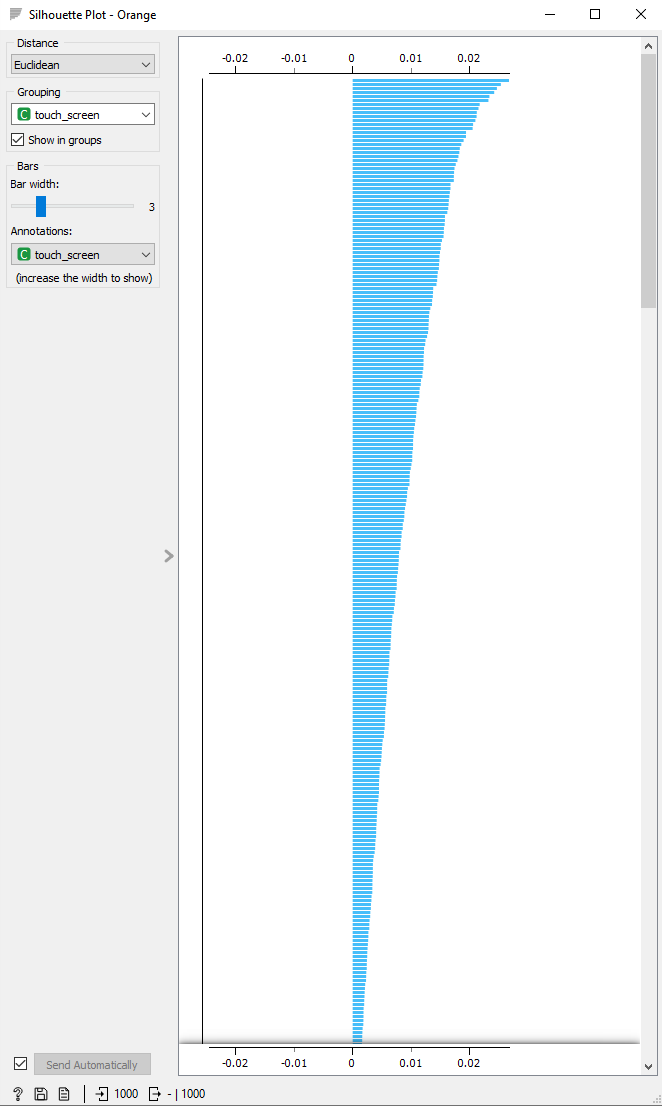 Silhouette Plot - Orange
Distance
Euclidean
Grouping
C touch_screen
Show in groups
Bars
Bar width:
3
Annotations:
C touch_screen
(increase the width to show)
-0.02 -0.01 0 0.01 0.02
-0.02 -0.01 0 0.01 0.02
Send Automatically
? 1000 - | 1000